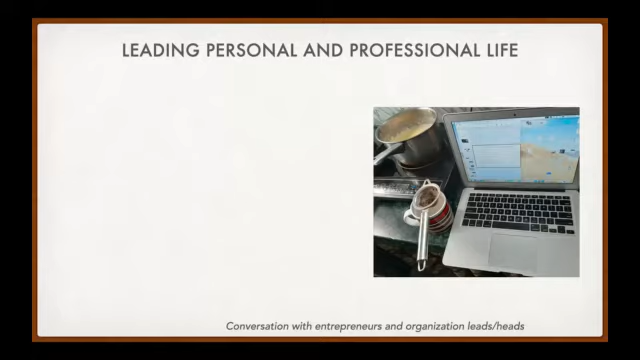 LEADING PERSONAL AND PROFESSIONAL LIFE
Conversation with entrepreneurs and organization leads/heads